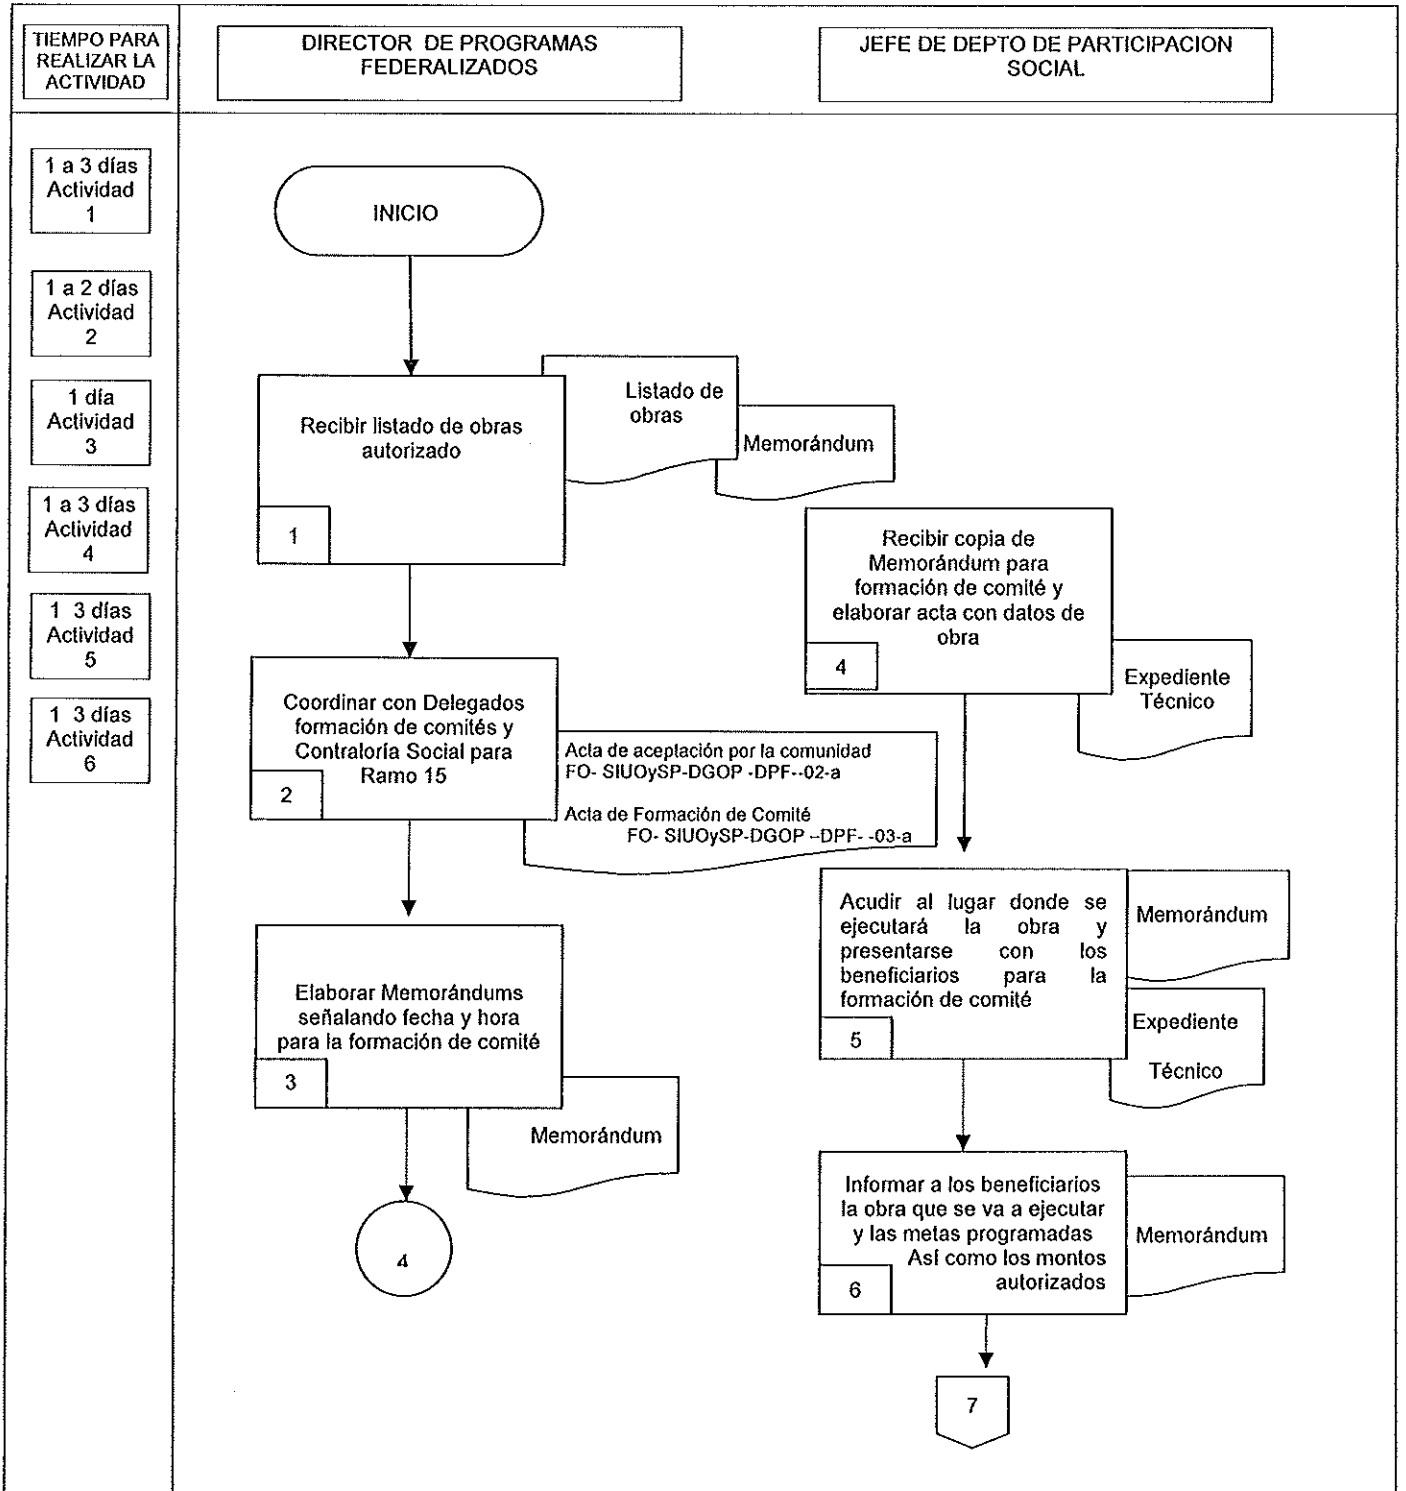 TIEMPO PARA
REALIZAR LA
ACTIVIDAD
DIRECTOR DE PROGRAMAS
FEDERALIZADOS
JEFE DE DEPTO DE PARTICIPACION
SOCIAL
1 a 3 días
Actividad
1
1 a 2 días
Actividad
2
1 día
Actividad
3
1 a 3 días
Actividad
4
1 3 días
Actividad
5
1 3 días
Actividad
6
INICIO
Recibir listado de obras
autorizado
1
Listado de
obras
Memorándum
Coordinar con Delegados
formación de comités y
Contraloría Social para
Ramo 15
2
Acta de aceptación por la comunidad
FO- SIUOySP-DGOP -DPF--02-a
Acta de Formación de Comité
FO- SIUOySP-DGOP –DPF- -03-a
Elaborar Memorándums
señalando fecha y hora
para la formación de comité
3
Memorándum
4
Recibir copia de
Memorándum para
formación de comité y
elaborar acta con datos de
obra
4
Expediente
Técnico
Acudir al lugar donde se
ejecutará la obra y
presentarse con los
beneficiarios para la
formación de comité
5
Memorándum
Expediente
Técnico
Informar a los beneficiarios
la obra que se va a ejecutar
y las metas programadas
Así como los montos
autorizados
6
Memorándum
7